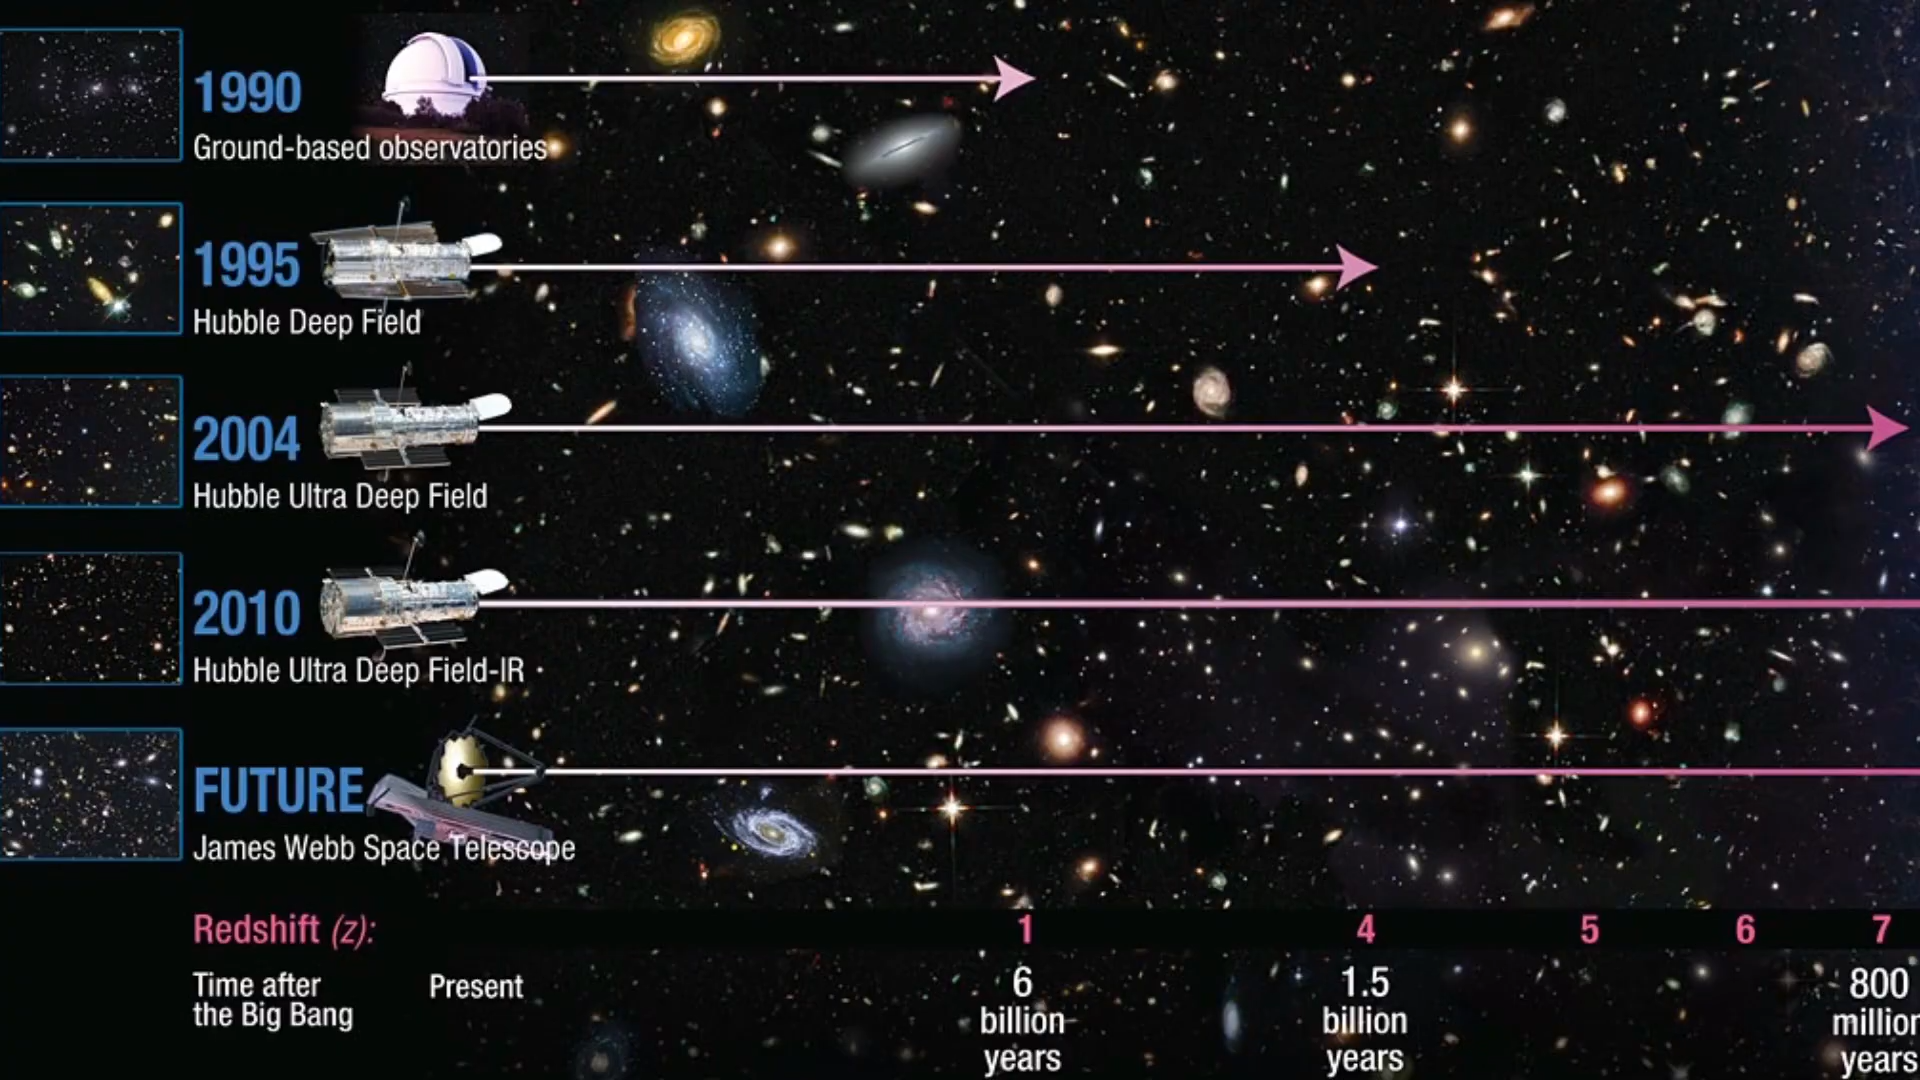 1990
Ground-based observatories
1995
Hubble Deep Field
2004
Hubble Ultra Deep Field
2010
Hubble Ultra Deep Field-IR
FUTURE
James Webb Space Telescope
Redshift (z): 1 4 5 6 7
Time after
the Big Bang
Present
6
billion
years
1.5
billion
years
800
million
years